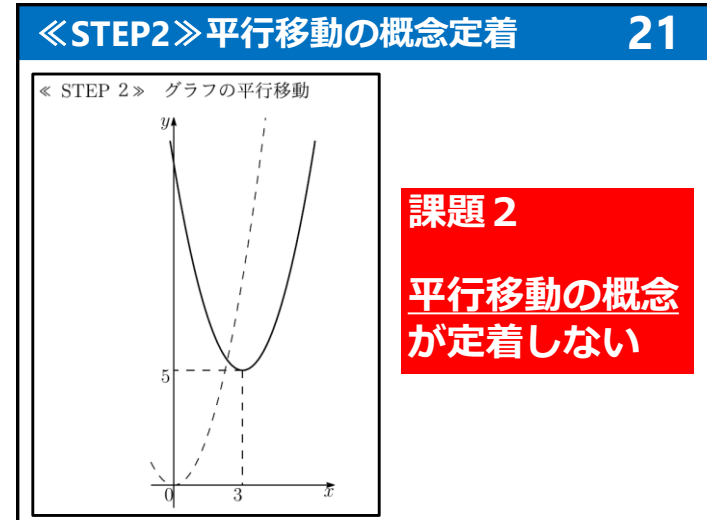 ≪STEP2≫平行移動の概念定着 21
≪ STEP 2≫ グラフの平行移動
y
5
0 3 x
課題２
平行移動の概念
が定着しない